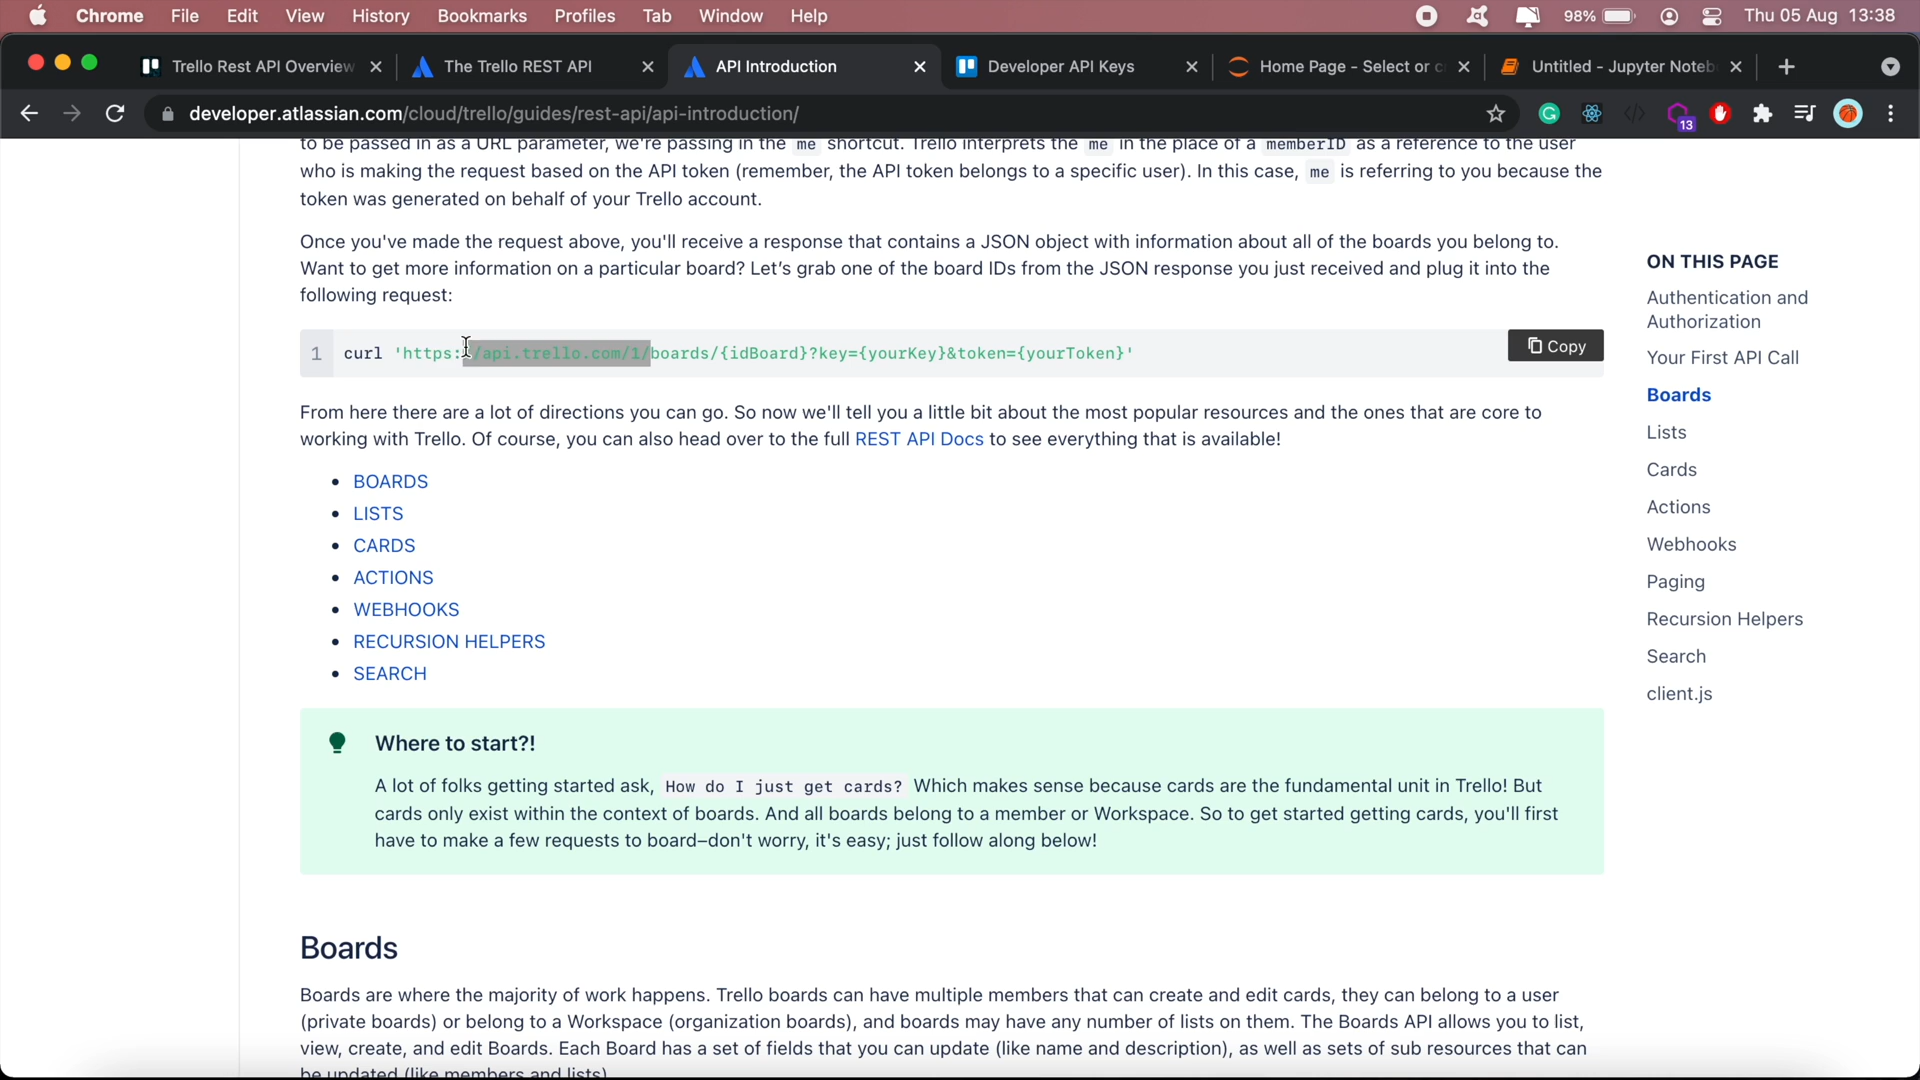 Chrome File Edit View History Bookmarks Profiles Tab Window Help 98% Thu 05 Aug 13:38
Trello Rest API Overview The Trello REST API API Introduction Developer API Keys Home Page - Select or c Untitled - Jupyter Noteb
developer.atlassian.com/cloud/trello/guides/rest-api/api-introduction/ 13
to be passed in as a URL parameter, we're passing in the me shortcut. Trello interprets the me in the place of a memberID as a reference to the user
who is making the request based on the API token (remember, the API token belongs to a specific user). In this case, me is referring to you because the
token was generated on behalf of your Trello account.
Once you've made the request above, you'll receive a response that contains a JSON object with information about all of the boards you belong to.
Want to get more information on a particular board? Let's grab one of the board IDs from the JSON response you just received and plug it into the
following request:
1 curl 'https://api.trello.com/1/boards/{idBoard}?key={yourKey}&token={yourToken}' Copy
From here there are a lot of directions you can go. So now we'll tell you a little bit about the most popular resources and the ones that are core to
working with Trello. Of course, you can also head over to the full REST API Docs to see everything that is available!
• BOARDS
• LISTS
• CARDS
• ACTIONS
• WEBHOOKS
• RECURSION HELPERS
• SEARCH
Where to start?!
A lot of folks getting started ask, How do I just get cards? Which makes sense because cards are the fundamental unit in Trello! But
cards only exist within the context of boards. And all boards belong to a member or Workspace. So to get started getting cards, you'll first
have to make a few requests to board–don't worry, it's easy; just follow along below!
Boards
Boards are where the majority of work happens. Trello boards can have multiple members that can create and edit cards, they can belong to a user
(private boards) or belong to a Workspace (organization boards), and boards may have any number of lists on them. The Boards API allows you to list,
view, create, and edit Boards. Each Board has a set of fields that you can update (like name and description), as well as sets of sub resources that can
be updated (like members and lists)
ON THIS PAGE
Authentication and
Authorization
Your First API Call
Boards
Lists
Cards
Actions
Webhooks
Paging
Recursion Helpers
Search
client.js